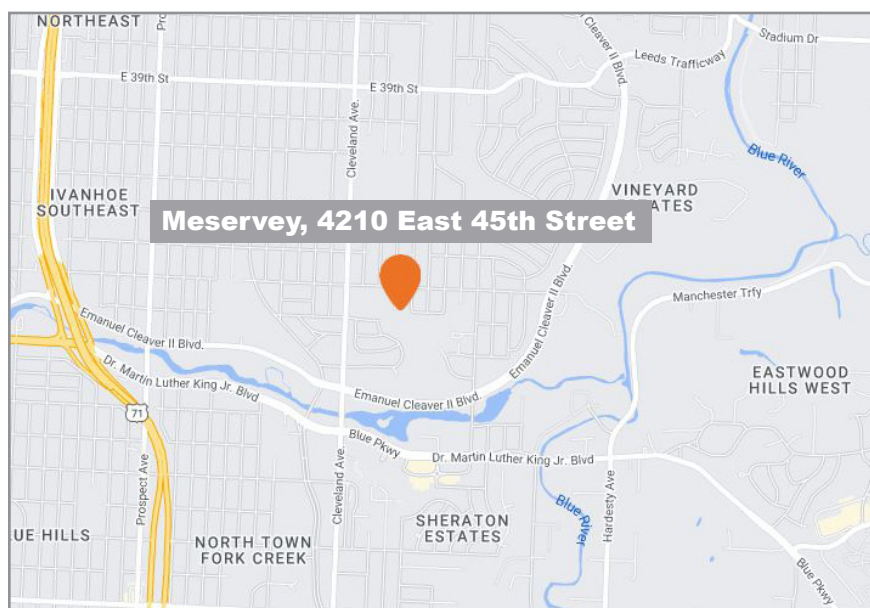 NORTHEAST
Pro
E 39th St
E 39th St
Cleveland Ave.
Cleaver II Blvd.
Leeds Trafficway
Stadium Dr
Blue River
IVANHOE
SOUTHEAST
VINEYARD
ATES
Meservey, 4210 East 45th Street
Emanuel Cleaver II Blvd.
Manchester Trfy
Emanuel Cleaver II Blvd.
Emanuel Cleaver II Blvd.
Dr. Martin Luther King Jr. Blvd
EASTWOOD
HILLS WEST
71
Blue Pkwy
Dr. Martin Luther King Jr Blvd
Prospect Ave
Cleveland Ave.
Hardesty Ave
Blue River
SHERATON
ESTATES
UE HILLS
NORTH TOWN
FORK CREEK
Blue Pkwy